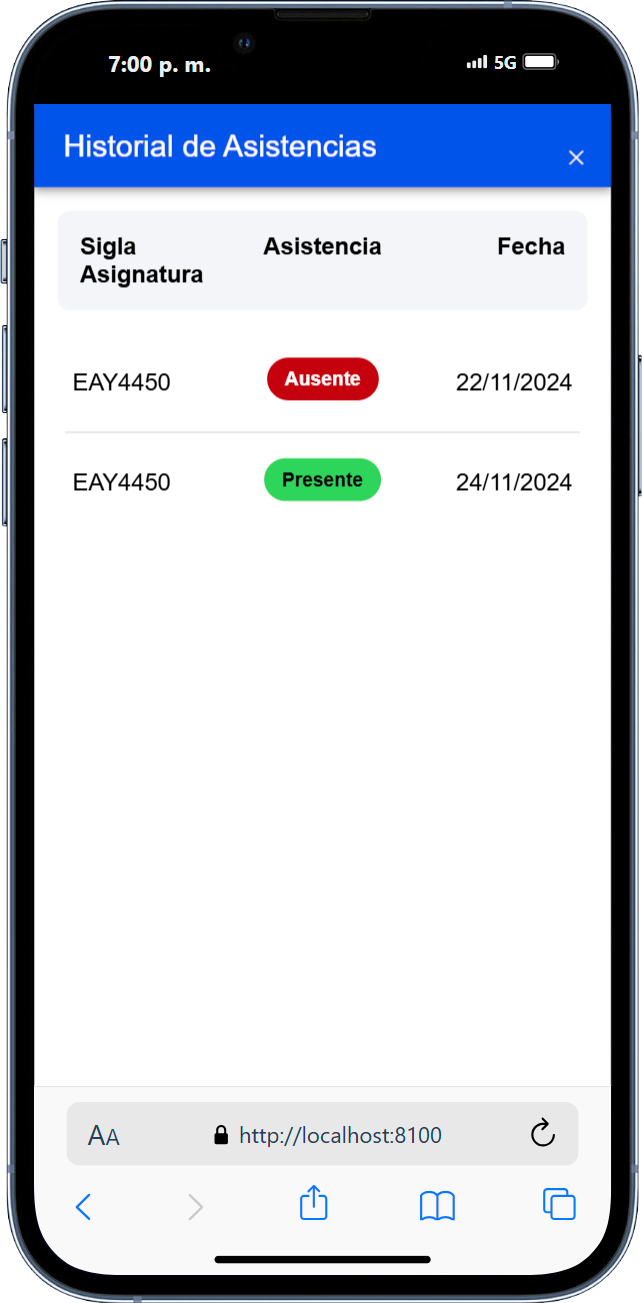 7:00 p. m. 5G
Historial de Asistencias
Sigla Asistencia Fecha
Asignatura
EAY4450 Ausente 22/11/2024
EAY4450 Presente 24/11/2024
AA http://localhost:8100